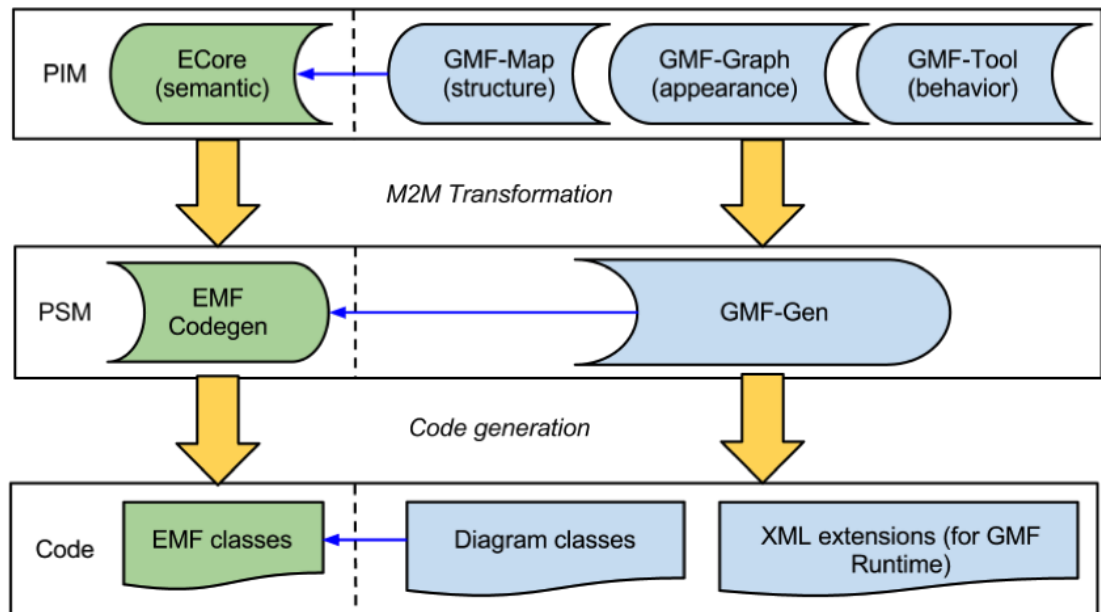 PIM
ECore
(semantic)
GMF-Map
(structure)
GMF-Graph
(appearance)
GMF-Tool
(behavior)
M2M Transformation
PSM
EMF
Codegen
GMF-Gen
Code generation
Code
EMF classes
Diagram classes
XML extensions (for GMF
Runtime)